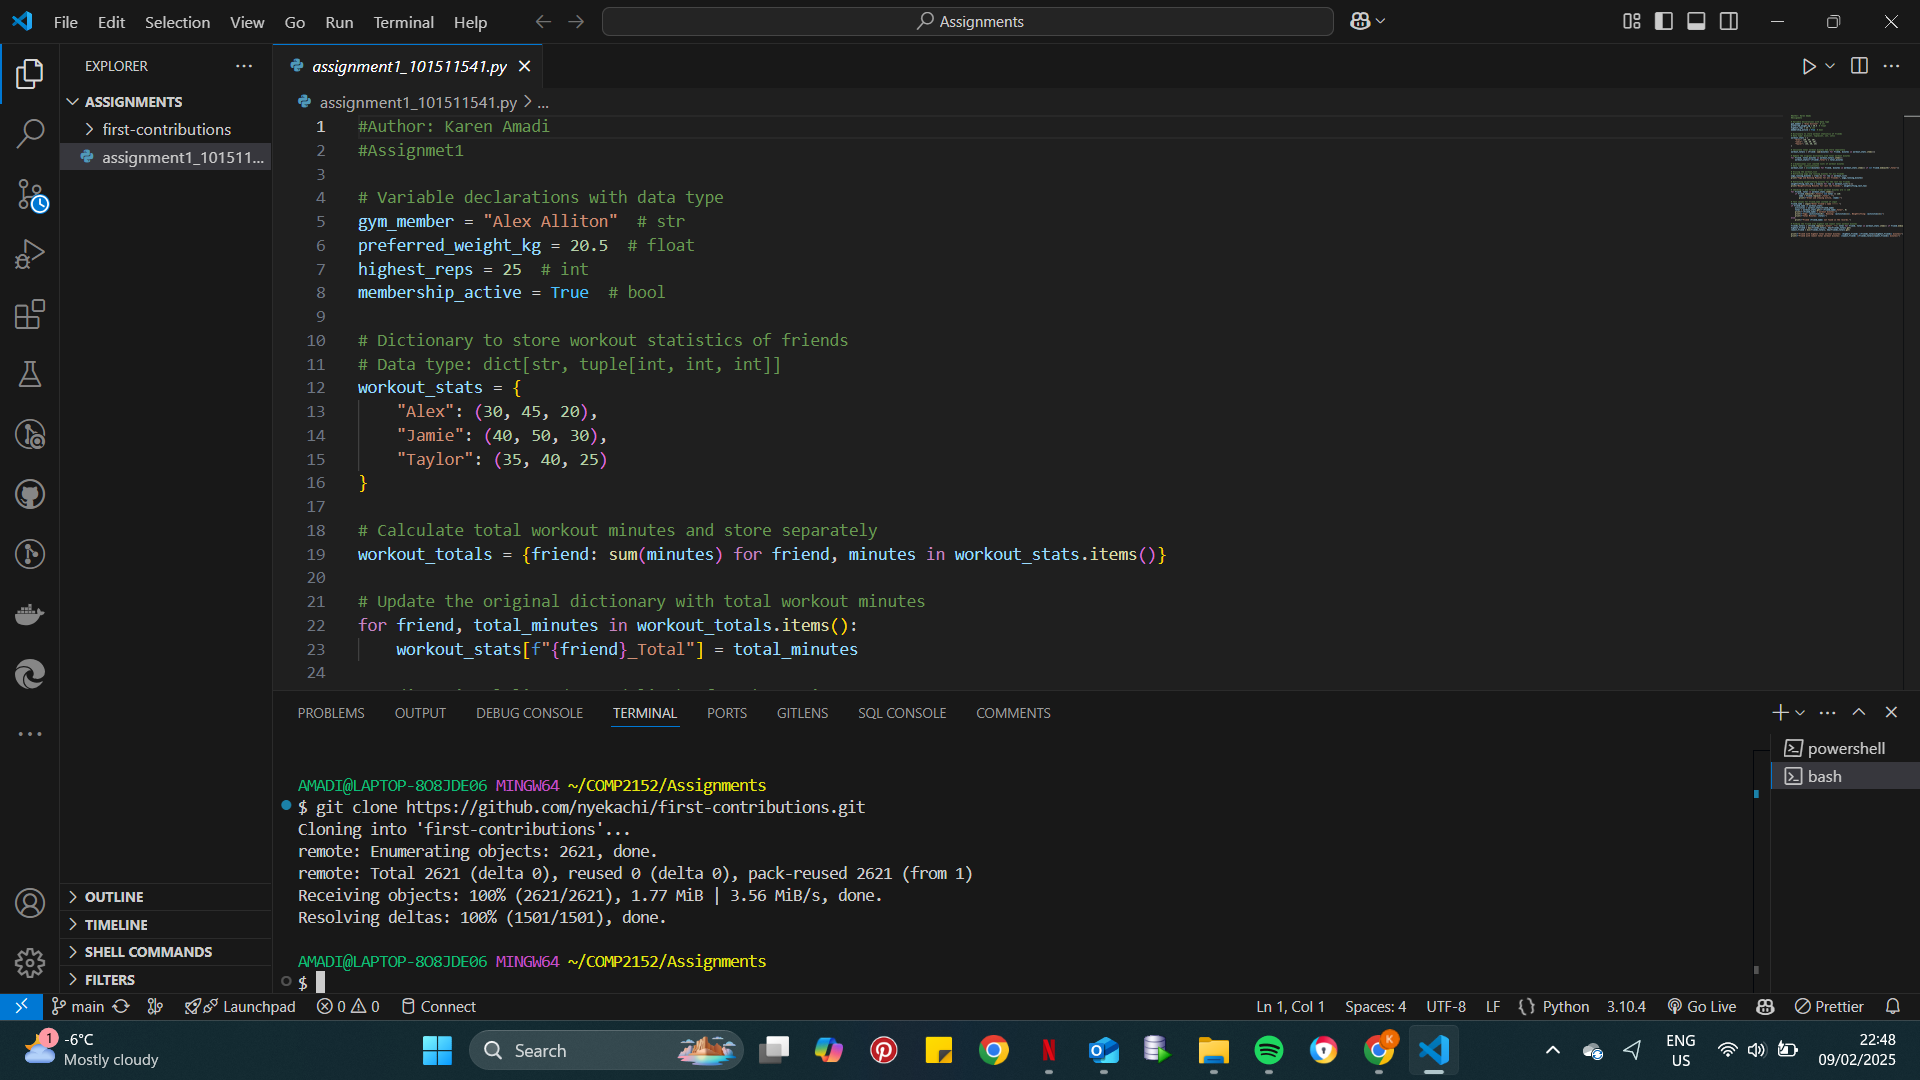 File Edit Selection View Go Run Terminal Help
Assignments
EXPLORER
ASSIGNMENTS
first-contributions
assignment1_101511...
assignment1_101511541.py
assignment1_101511541.py > ...
1 #Author: Karen Amadi
2 #Assignmet1
3
4 # Variable declarations with data type
5 gym_member = "Alex Alliton"  # str
6 preferred_weight_kg = 20.5  # float
7 highest_reps = 25  # int
8 membership_active = True  # bool
9
10 # Dictionary to store workout statistics of friends
11 # Data type: dict[str, tuple[int, int, int]]
12 workout_stats = {
13     "Alex": (30, 45, 20),
14     "Jamie": (40, 50, 30),
15     "Taylor": (35, 40, 25)
16 }
17
18 # Calculate total workout minutes and store separately
19 workout_totals = {friend: sum(minutes) for friend, minutes in workout_stats.items()}
20
21 # Update the original dictionary with total workout minutes
22 for friend, total_minutes in workout_totals.items():
23     workout_stats[f"{friend}_Total"] = total_minutes
24
PROBLEMS OUTPUT DEBUG CONSOLE TERMINAL PORTS GITLENS SQL CONSOLE COMMENTS
powershell
bash
AMADI@LAPTOP-8O8JDE06 MINGW64 ~/COMP2152/Assignments
$ git clone https://github.com/nyekachi/first-contributions.git
Cloning into 'first-contributions'...
remote: Enumerating objects: 2621, done.
remote: Total 2621 (delta 0), reused 0 (delta 0), pack-reused 2621 (from 1)
Receiving objects: 100% (2621/2621), 1.77 MiB | 3.56 MiB/s, done.
Resolving deltas: 100% (1501/1501), done.
AMADI@LAPTOP-8O8JDE06 MINGW64 ~/COMP2152/Assignments
$
OUTLINE
TIMELINE
SHELL COMMANDS
FILTERS
main Launchpad 0 0 Connect Ln 1, Col 1 Spaces: 4 UTF-8 LF {} Python 3.10.4 Go Live Prettier
1
-6°C
Mostly cloudy
Search
K
ENG
US
22:48
09/02/2025